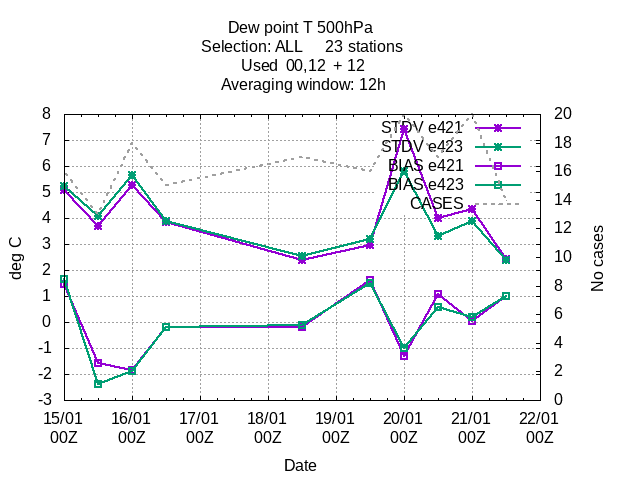 Dew point T 500hPa
Selection: ALL 23 stations
Used 00,12 + 12
Averaging window: 12h
8
7
6
5
4
3
2
1
0
-1
-2
-3
deg C
STDV e421
STDV e423
BIAS e421
BIAS e423
CASES
20
18
16
14
12
10
8
6
4
2
0
No cases
15/01 16/01 17/01 18/01 19/01 20/01 21/01 22/01
00Z 00Z 00Z 00Z 00Z 00Z 00Z 00Z
Date